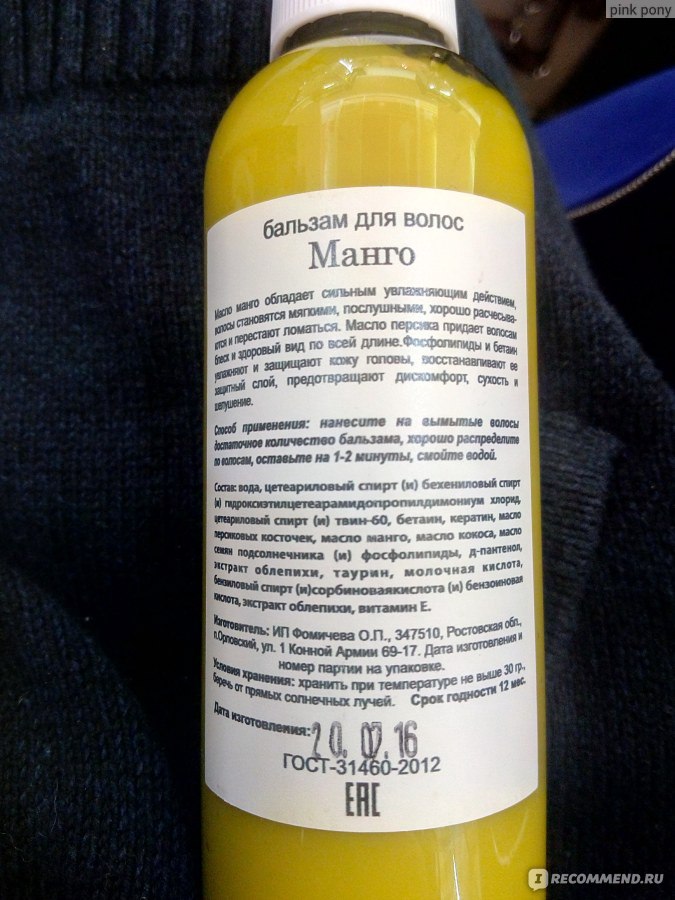 pink pony
бальзам для волос
Манго
Масло манго обладает сильным увлажняющим действием,
волосы становятся мягкими, послушными, хорошо расчесыва-
ются и перестают ломаться. Масло персика придает волосам
блеск и здоровый вид по всей длине.Фосфолипиды и бетаин
увлажняют и защищают кожу головы, восстанавливают ее
защитный слой, предотвращают дискомфорт, сухость и
шелушение.
Способ применения: нанесите на вымытые волосы
достаточное количество бальзама, хорошо распределите
по волосам, оставьте на 1-2 минуты, смойте водой.
Состав: вода, цетеариловый спирт (и) бехениловый спирт
(и) гидроксиэтилцетеарамидопропилдимониум хлорид,
цетеариловый спирт (и) твин-60, бетаин, кератин, масло
персиковых косточек, масло манго, масло кокоса, масло
семян подсолнечника (и) фосфолипиды, д-пантенол,
экстракт облепихи, таурин, молочная кислота,
бензиловый спирт (и)сорбиноваякислота (и) бензоиновая
кислота, экстракт облепихи, витамин Е.
Изготовитель: ИП Фомичева О.П., 347510, Ростовская обл.,
п.Орловский, ул. 1 Конной Армии 69-17. Дата изготовления и
номер партии на упаковке.
Условия хранения: хранить при температуре не выше 30 гр.,
беречь от прямых солнечных лучей. Срок годности 12 мес.
Дата изготовления: 20.07.16
ГОСТ-31460-2012
ЕАС
IRECOMMEND.RU